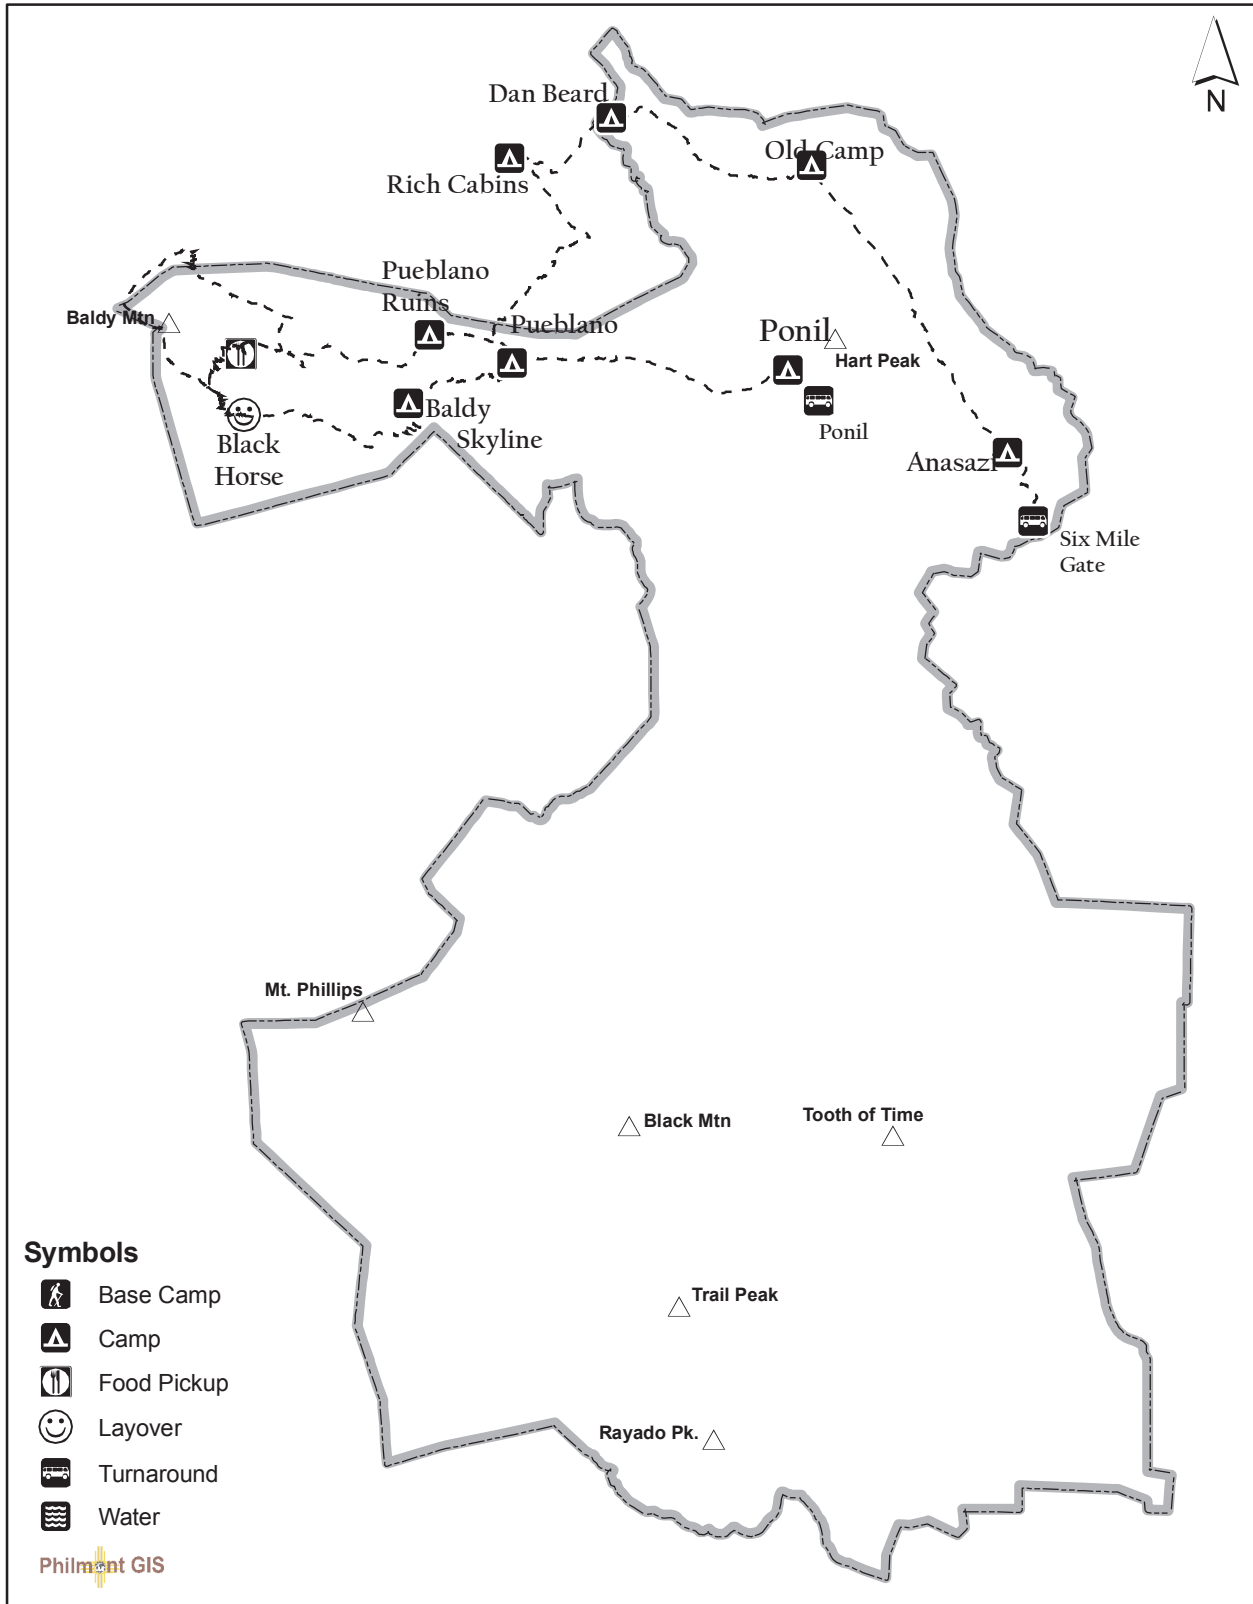 N
Dan Beard
Old Camp
Rich Cabins
Pueblano
Ruins
Baldy Mtn
Pueblano
Ponil
Hart Peak
Baldy
Skyline
Ponil
Black
Horse
Anasazi
Six Mile
Gate
Mt. Phillips
Black Mtn
Tooth of Time
Trail Peak
Rayado Pk.
Symbols
Base Camp
Camp
Food Pickup
Layover
Turnaround
Water
Philmont GIS